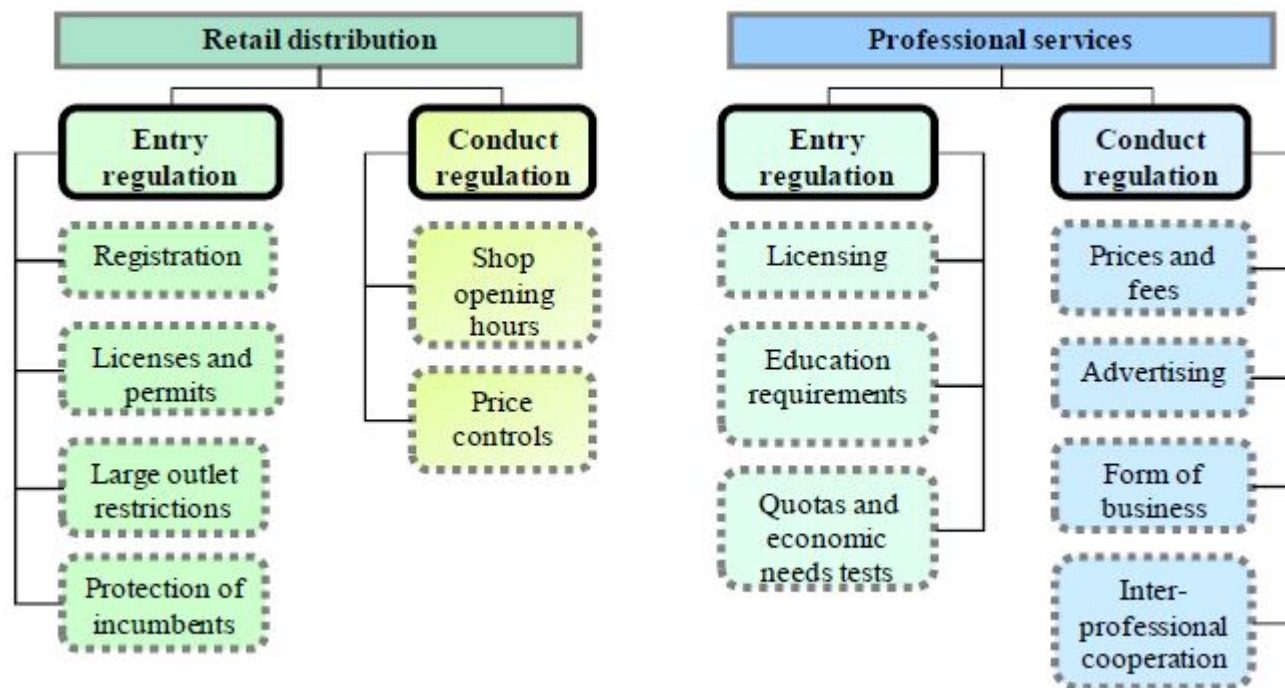 Retail distribution
Entry
regulation
Registration
Licenses and
permits
Large outlet
restrictions
Protection of
incumbents
Conduct
regulation
Shop
opening
hours
Price
controls
Professional services
Entry
regulation
Licensing
Education
requirements
Quotas and
economic
needs tests
Conduct
regulation
Prices and
fees
Advertising
Form of
business
Inter-
professional
cooperation